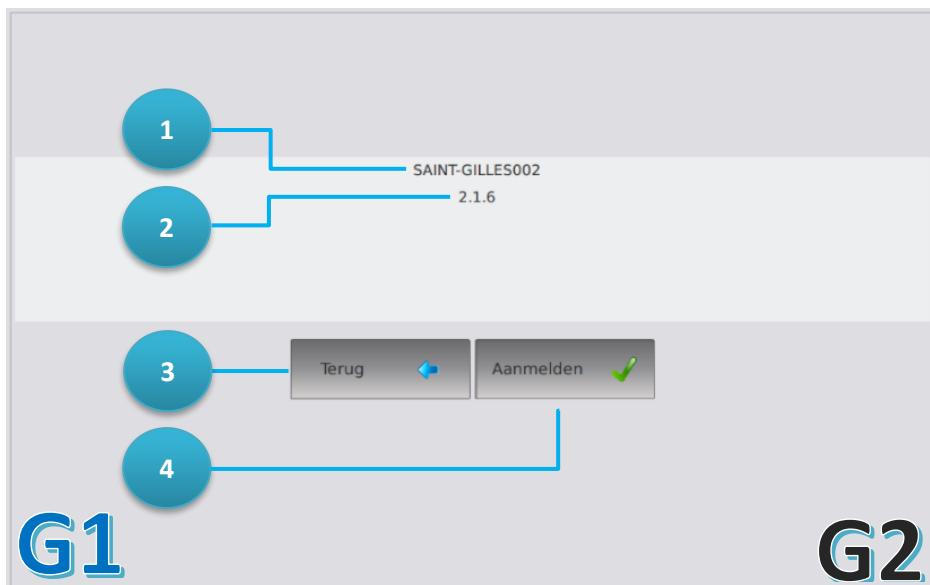 1
SAINT-GILLES002
2.1.6
2
3
Terug
Aanmelden
4
G1
G2